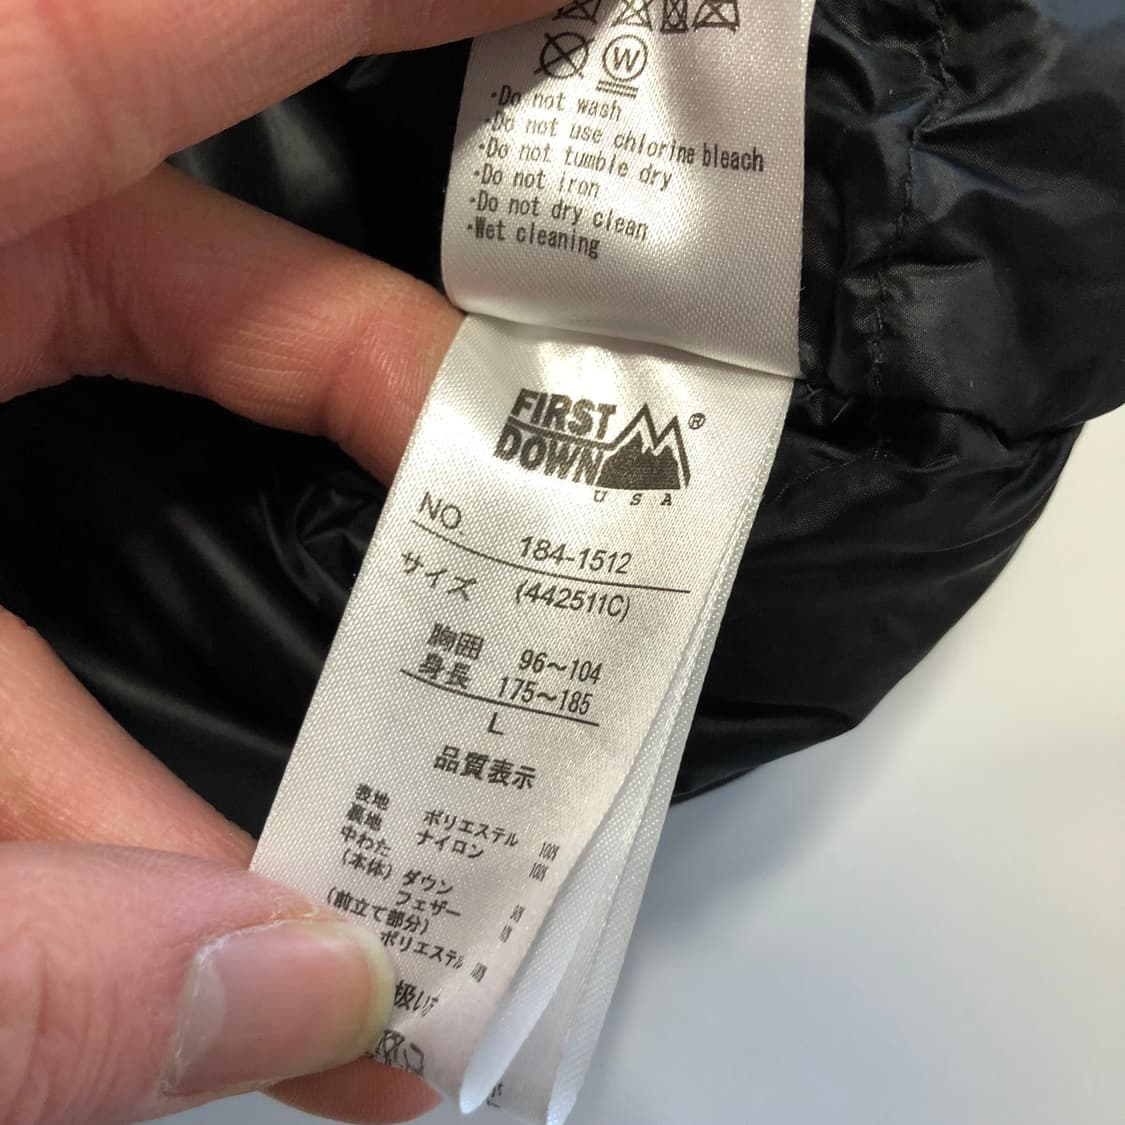 W
・Do not wash
・Do not use chlorine bleach
・Do not tumble dry
・Do not iron
・Do not dry clean
・Wet cleaning
FIRST
DOWN®
USA
NO. 184-1512
サイズ (442511C)
胸囲 96～104
身長 175～185
L
品質表示
表地 ポリエステル 100%
裏地 ナイロン 100%
中わた
(本体) ダウン
フェザー
(前立て部分)
ポリエステル 100%
扱い方